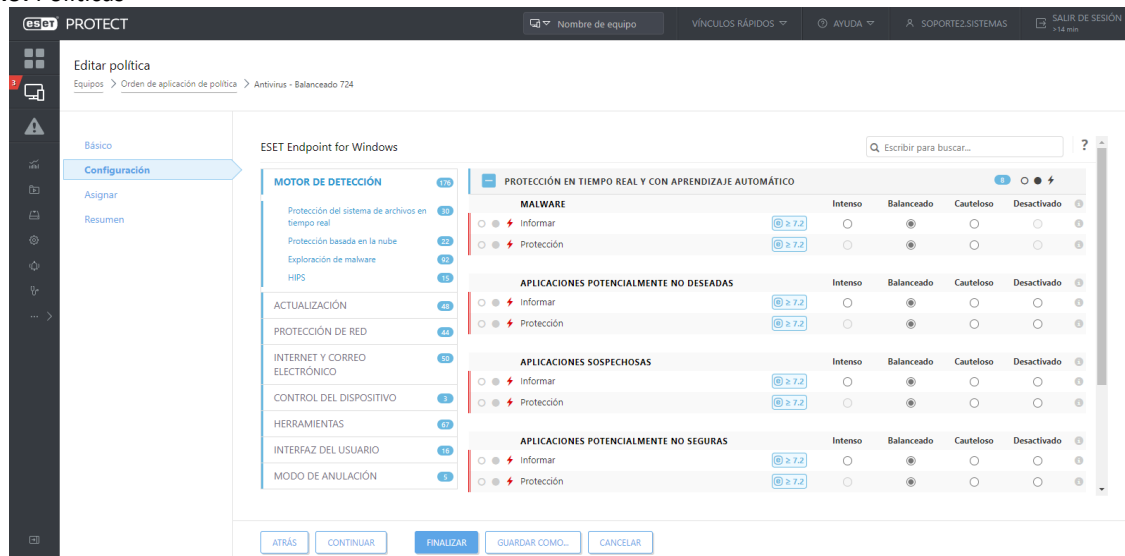 eset PROTECT
Nombre de equipo
VÍNCULOS RÁPIDOS
AYUDA
SOPORTE2.SISTEMAS
SALIR DE SESIÓN
>14 min
3
Editar política
Equipos > Orden de aplicación de política > Antivirus - Balanceado 724
Básico
Configuración
Asignar
Resumen
ESET Endpoint for Windows
Escribir para buscar...
?
MOTOR DE DETECCIÓN 176
Protección del sistema de archivos en tiempo real 30
Protección basada en la nube 22
Exploración de malware 92
HIPS 15
ACTUALIZACIÓN 48
PROTECCIÓN DE RED 44
INTERNET Y CORREO ELECTRÓNICO 50
CONTROL DEL DISPOSITIVO 3
HERRAMIENTAS 67
INTERFAZ DEL USUARIO 16
MODO DE ANULACIÓN 5
PROTECCIÓN EN TIEMPO REAL Y CON APRENDIZAJE AUTOMÁTICO 8
MALWARE Intenso Balanceado Cauteloso Desactivado
Informar ≥ 7.2
Protección ≥ 7.2
APLICACIONES POTENCIALMENTE NO DESEADAS Intenso Balanceado Cauteloso Desactivado
Informar ≥ 7.2
Protección ≥ 7.2
APLICACIONES SOSPECHOSAS Intenso Balanceado Cauteloso Desactivado
Informar ≥ 7.2
Protección ≥ 7.2
APLICACIONES POTENCIALMENTE NO SEGURAS Intenso Balanceado Cauteloso Desactivado
Informar ≥ 7.2
Protección ≥ 7.2
ATRÁS
CONTINUAR
FINALIZAR
GUARDAR COMO...
CANCELAR